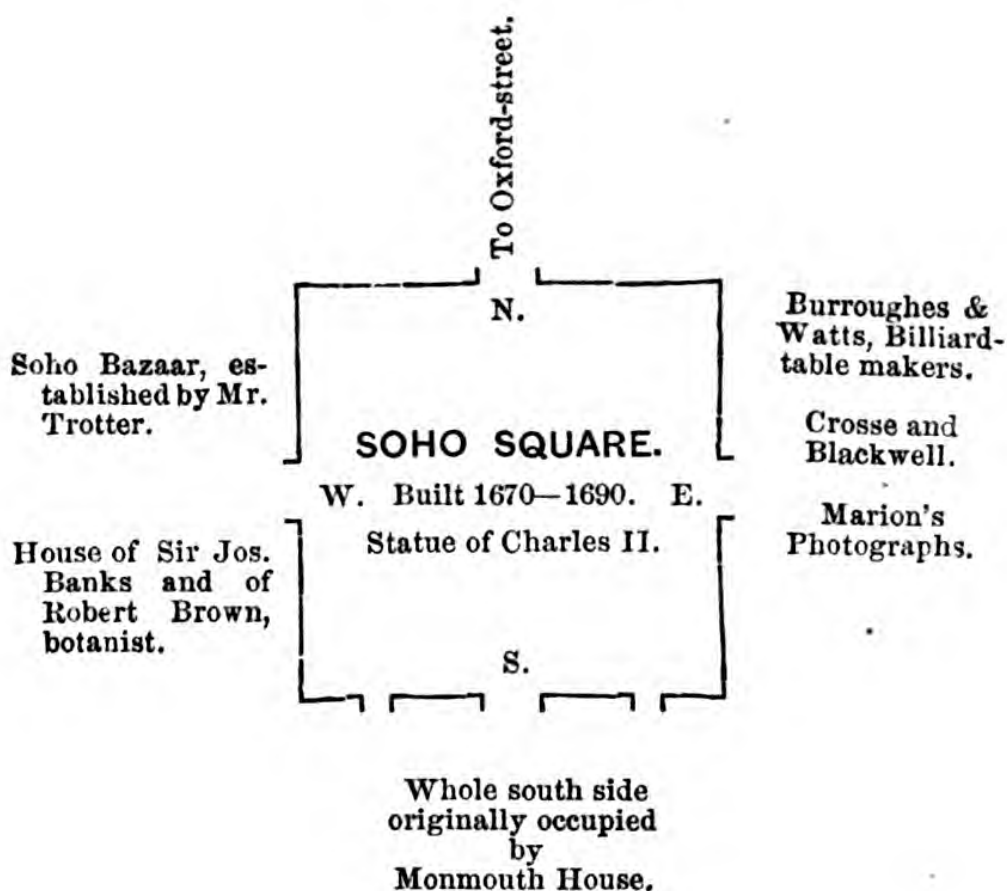 To Oxford-street.
N.
Soho Bazaar, es-
tablished by Mr.
Trotter.
Burroughes &
Watts, Billiard-
table makers.
Crosse and
Blackwell.
SOHO SQUARE.
W. Built 1670—1690. E.
Statue of Charles II.
Marion's
Photographs.
House of Sir Jos.
Banks and of
Robert Brown,
botanist.
S.
Whole south side
originally occupied
by
Monmouth House.